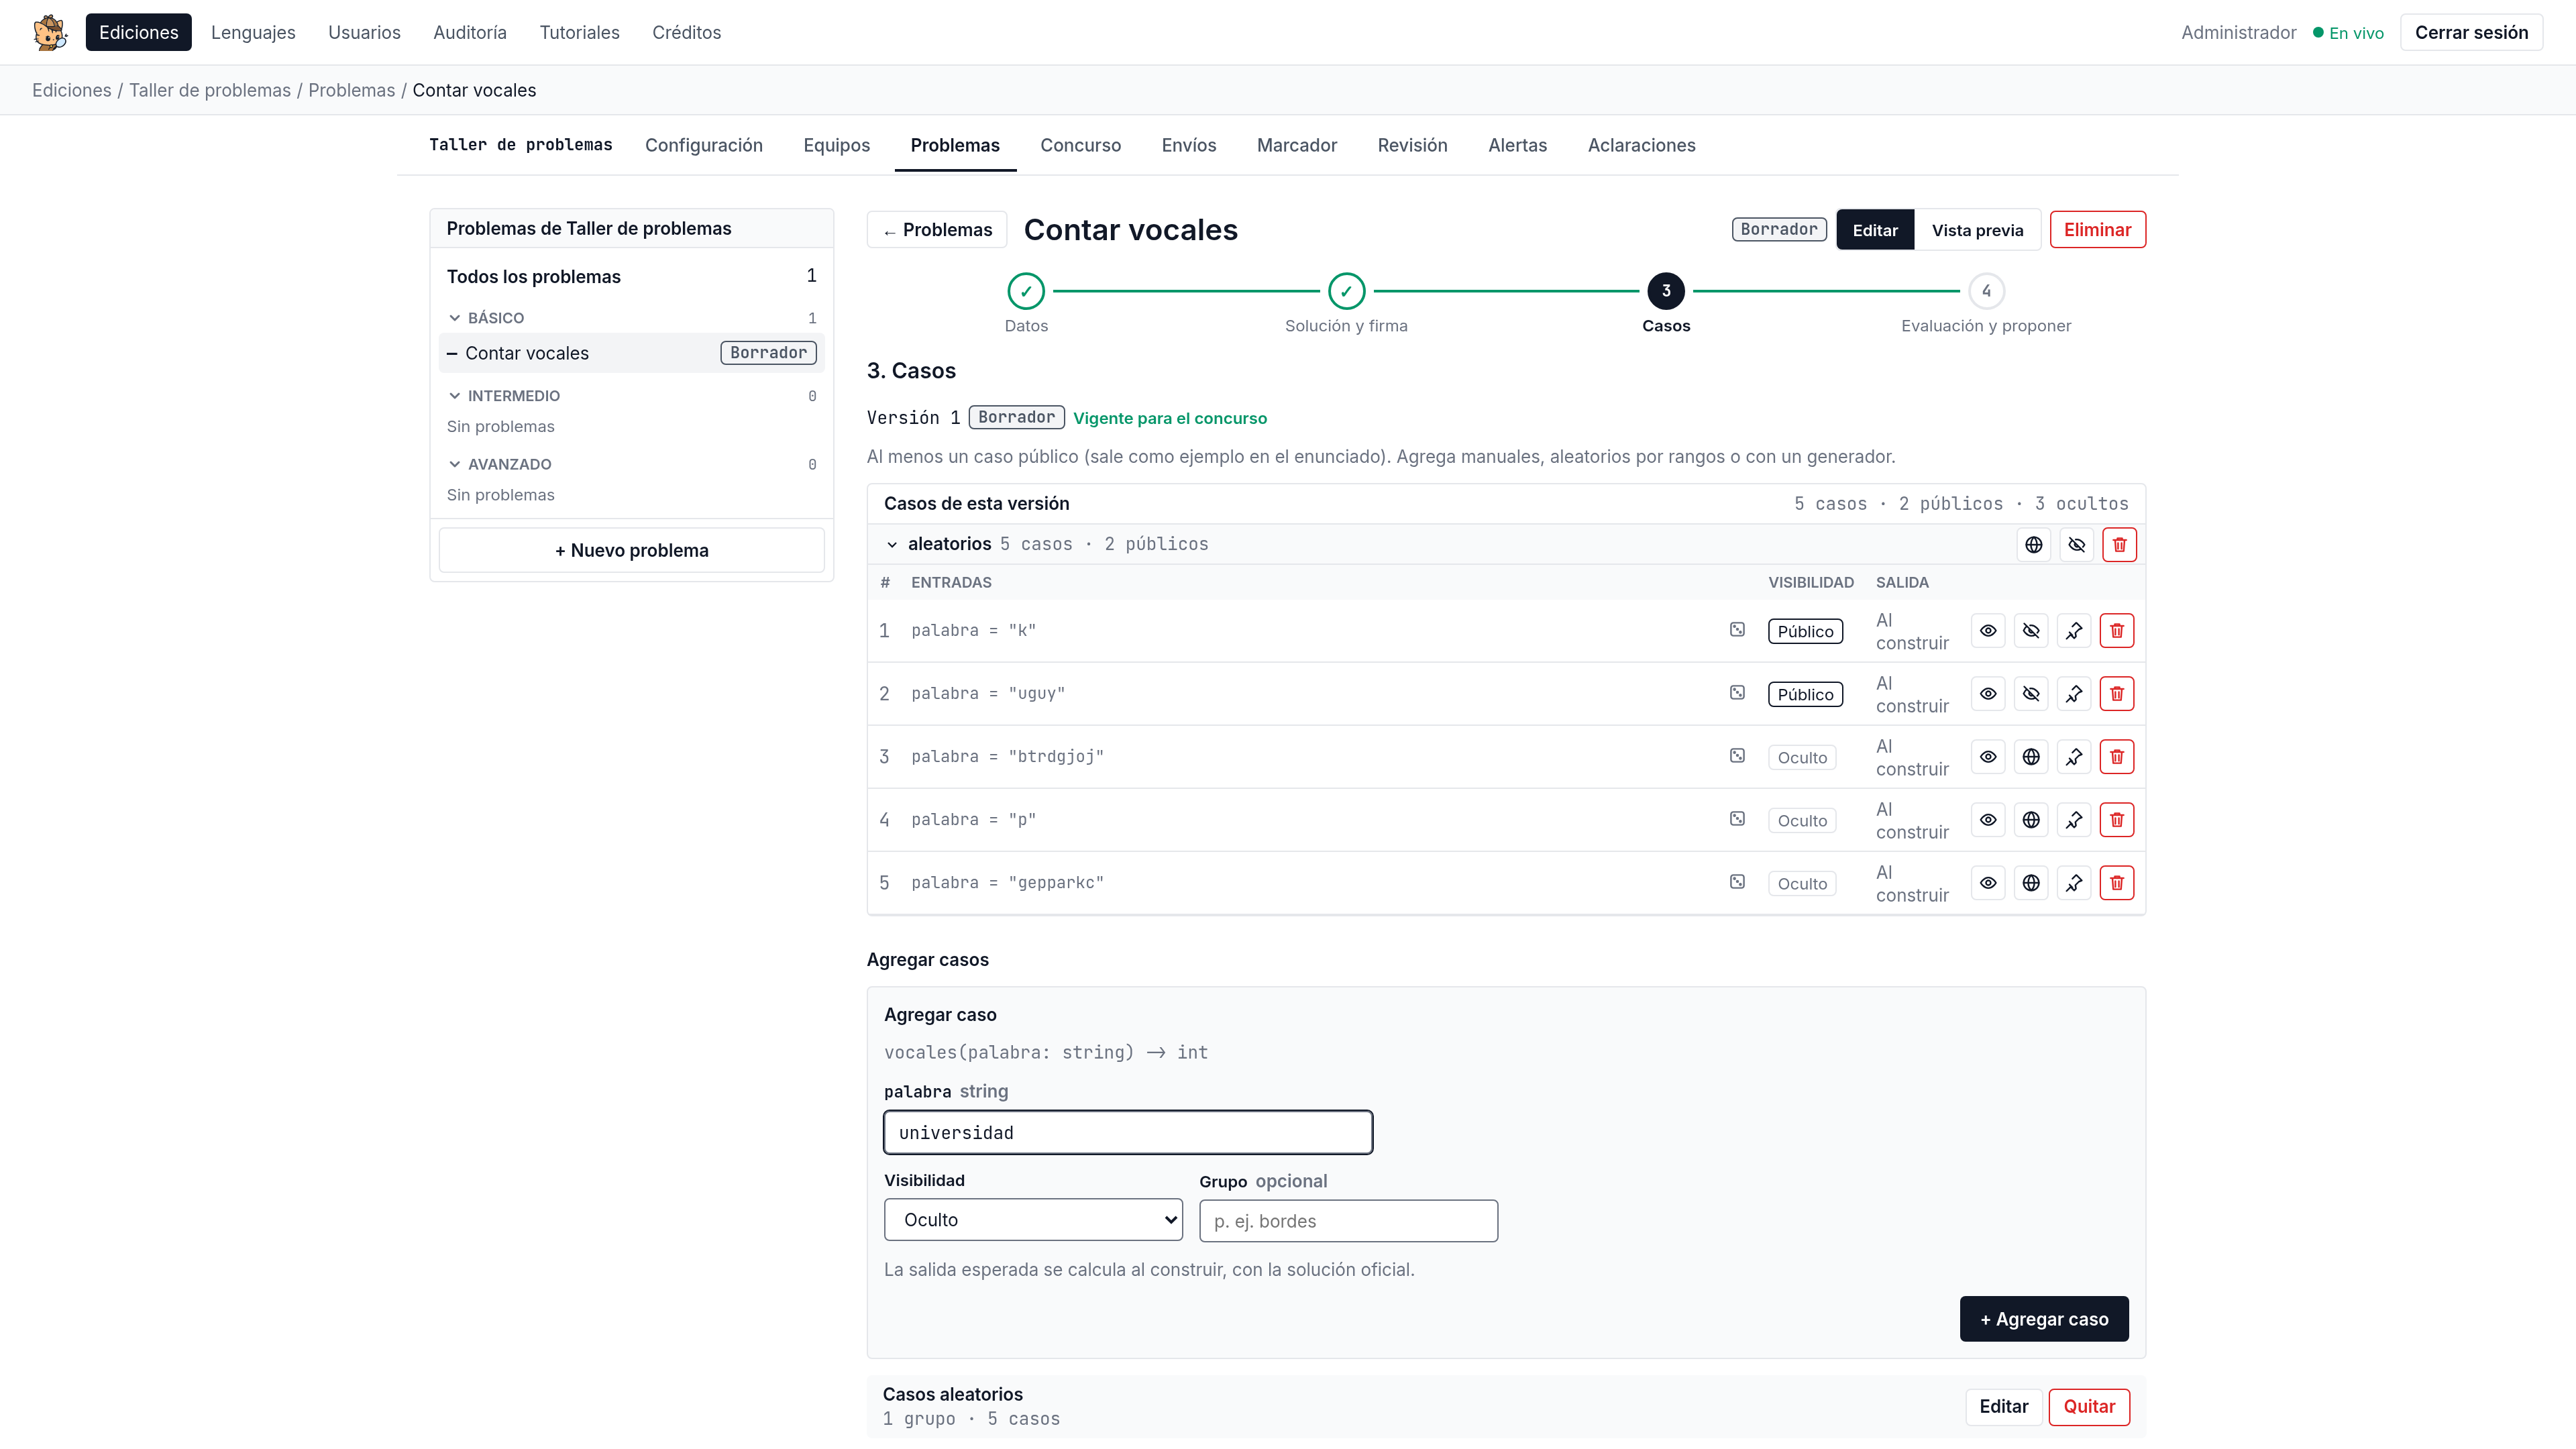 Ediciones Lenguajes Usuarios Auditoría Tutoriales Créditos Administrador En vivo Cerrar sesión
Ediciones / Taller de problemas / Problemas / Contar vocales
Taller de problemas Configuración Equipos Problemas Concurso Envíos Marcador Revisión Alertas Aclaraciones
Problemas de Taller de problemas
Todos los problemas 1
BÁSICO 1
– Contar vocales Borrador
INTERMEDIO 0
Sin problemas
AVANZADO 0
Sin problemas
+ Nuevo problema
← Problemas Contar vocales Borrador Editar Vista previa Eliminar
✓ ✓ 3 4
Datos Solución y firma Casos Evaluación y proponer
3. Casos
Versión 1 Borrador Vigente para el concurso
Al menos un caso público (sale como ejemplo en el enunciado). Agrega manuales, aleatorios por rangos o con un generador.
Casos de esta versión 5 casos · 2 públicos · 3 ocultos
aleatorios 5 casos · 2 públicos
# ENTRADAS VISIBILIDAD SALIDA
1 palabra = "k" Público Al construir
2 palabra = "uguy" Público Al construir
3 palabra = "btrdgjoj" Oculto Al construir
4 palabra = "p" Oculto Al construir
5 palabra = "gepparkc" Oculto Al construir
Agregar casos
Agregar caso
vocales(palabra: string) → int
palabra string
universidad
Visibilidad Grupo opcional
Oculto p. ej. bordes
La salida esperada se calcula al construir, con la solución oficial.
+ Agregar caso
Casos aleatorios
1 grupo · 5 casos
Editar Quitar